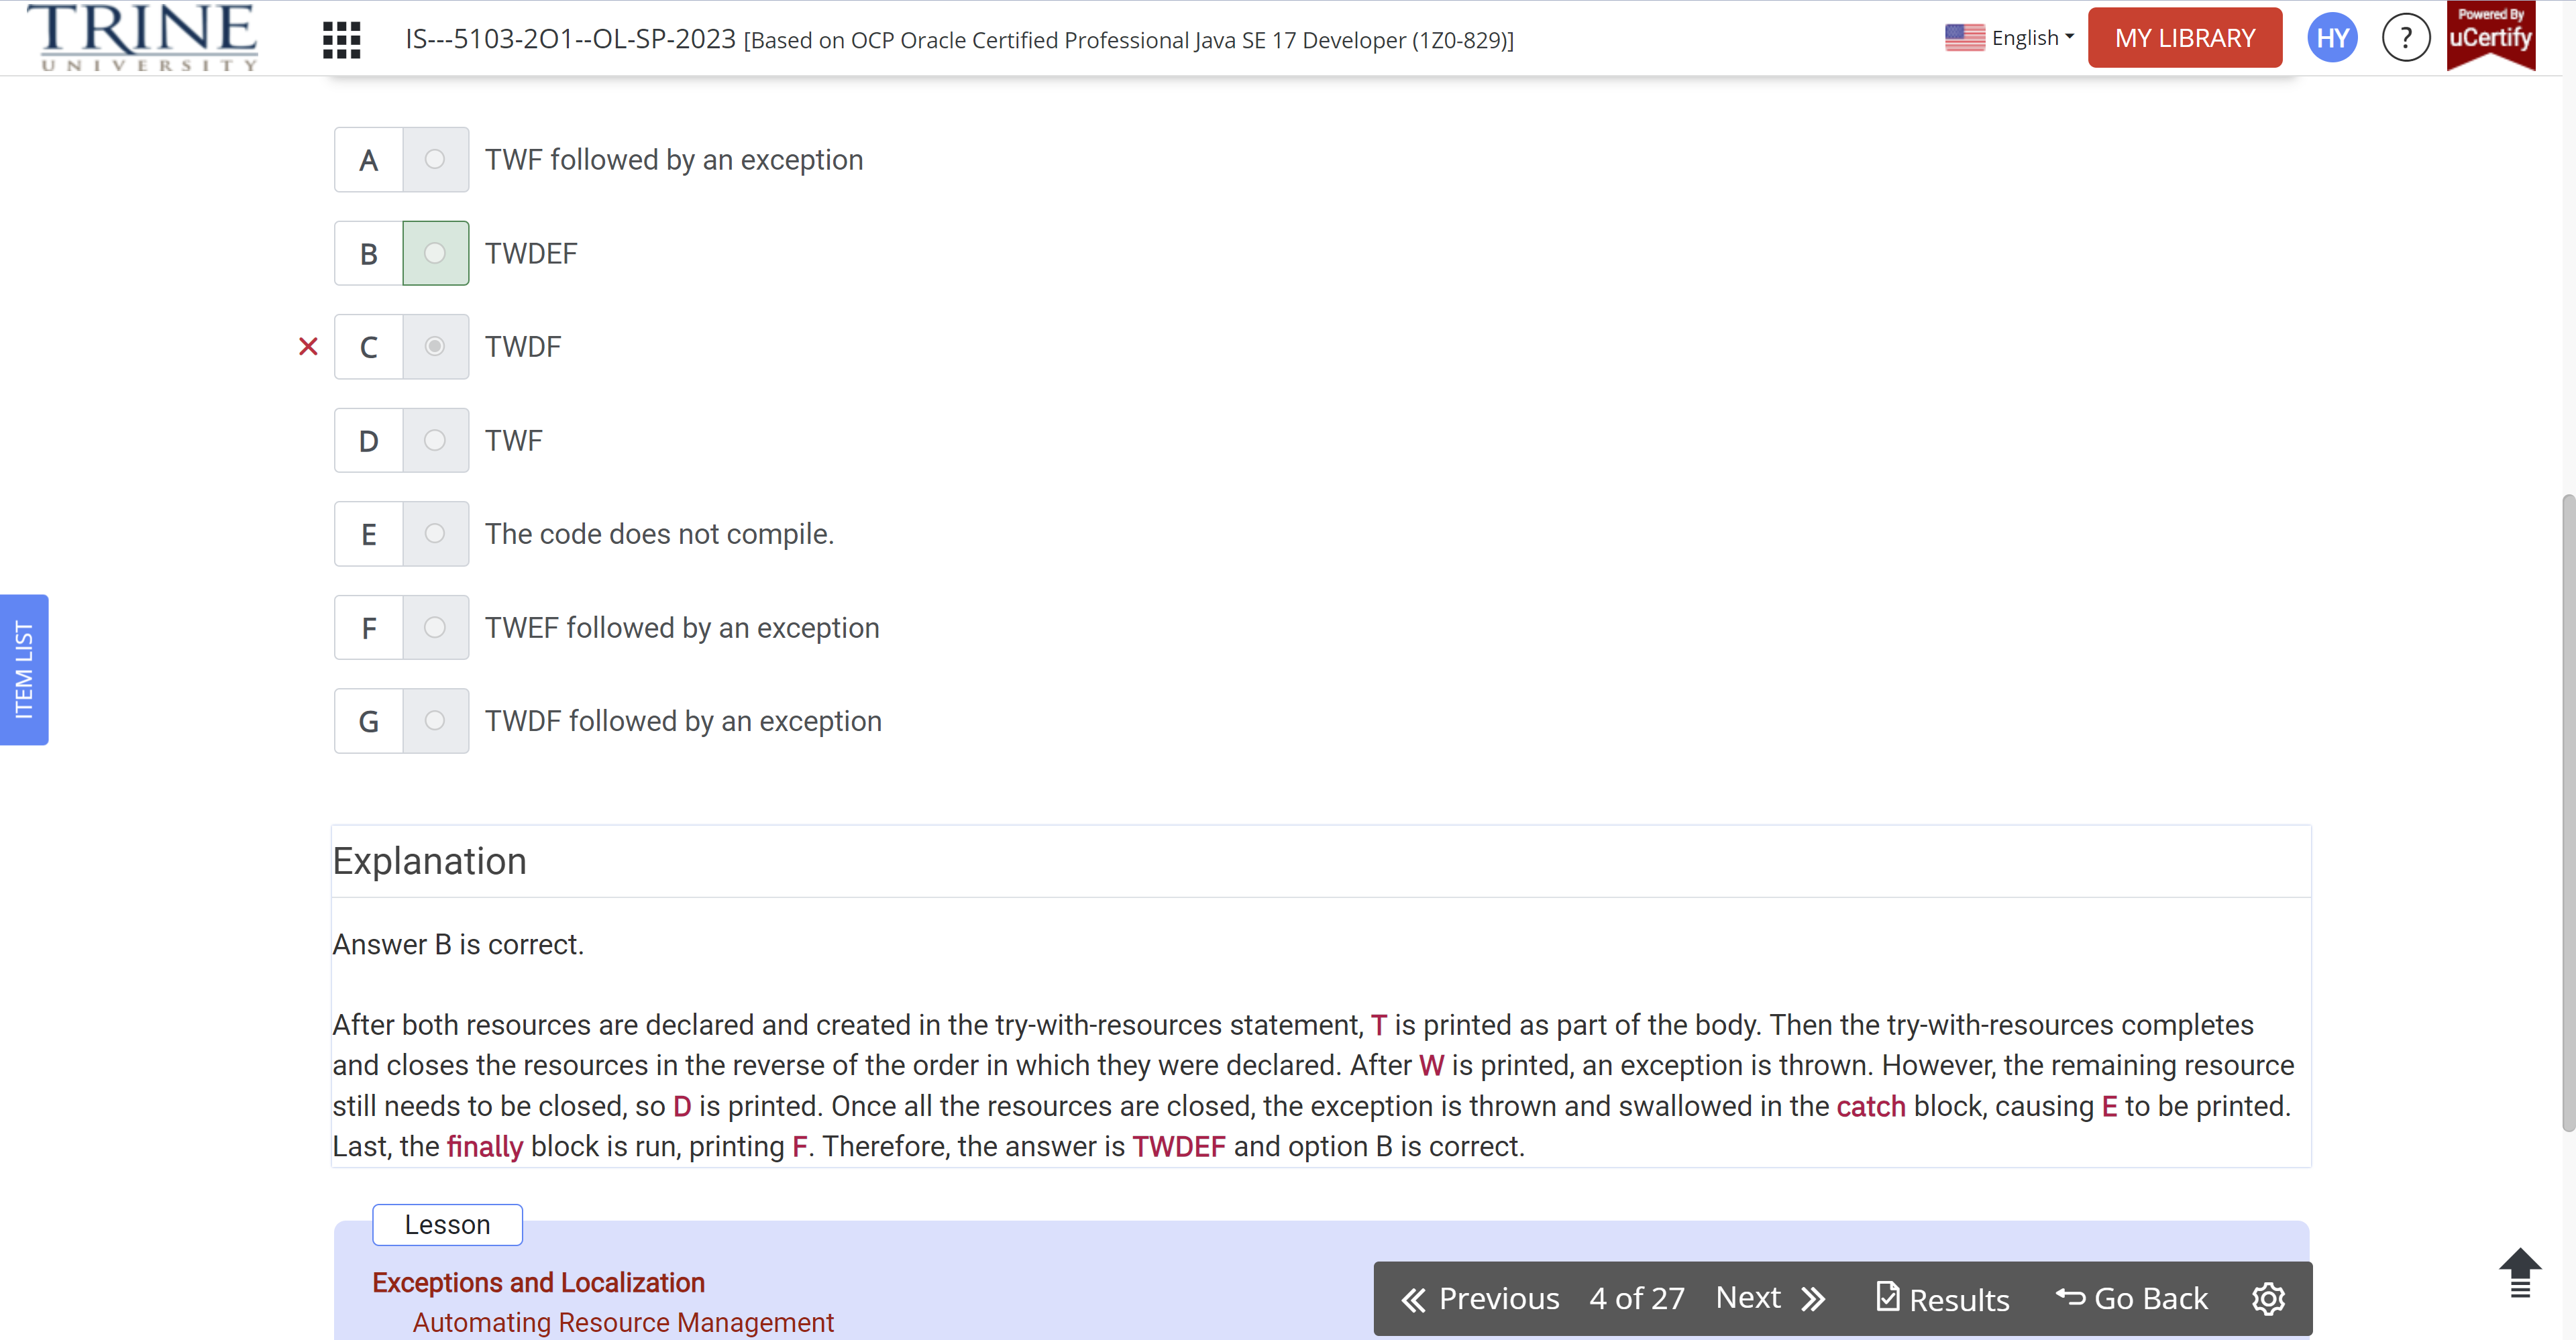 TRINE
UNIVERSITY
IS---5103-2O1--OL-SP-2023 [Based on OCP Oracle Certified Professional Java SE 17 Developer (1Z0-829)]
English
MY LIBRARY
HY
?
Powered By
uCertify
A TWF followed by an exception
B TWDEF
C TWDF
D TWF
E The code does not compile.
F TWEF followed by an exception
G TWDF followed by an exception
ITEM LIST
Explanation
Answer B is correct.
After both resources are declared and created in the try-with-resources statement, T is printed as part of the body. Then the try-with-resources completes
and closes the resources in the reverse of the order in which they were declared. After W is printed, an exception is thrown. However, the remaining resource
still needs to be closed, so D is printed. Once all the resources are closed, the exception is thrown and swallowed in the catch block, causing E to be printed.
Last, the finally block is run, printing F. Therefore, the answer is TWDEF and option B is correct.
Lesson
Exceptions and Localization
Automating Resource Management
Previous 4 of 27 Next Results Go Back